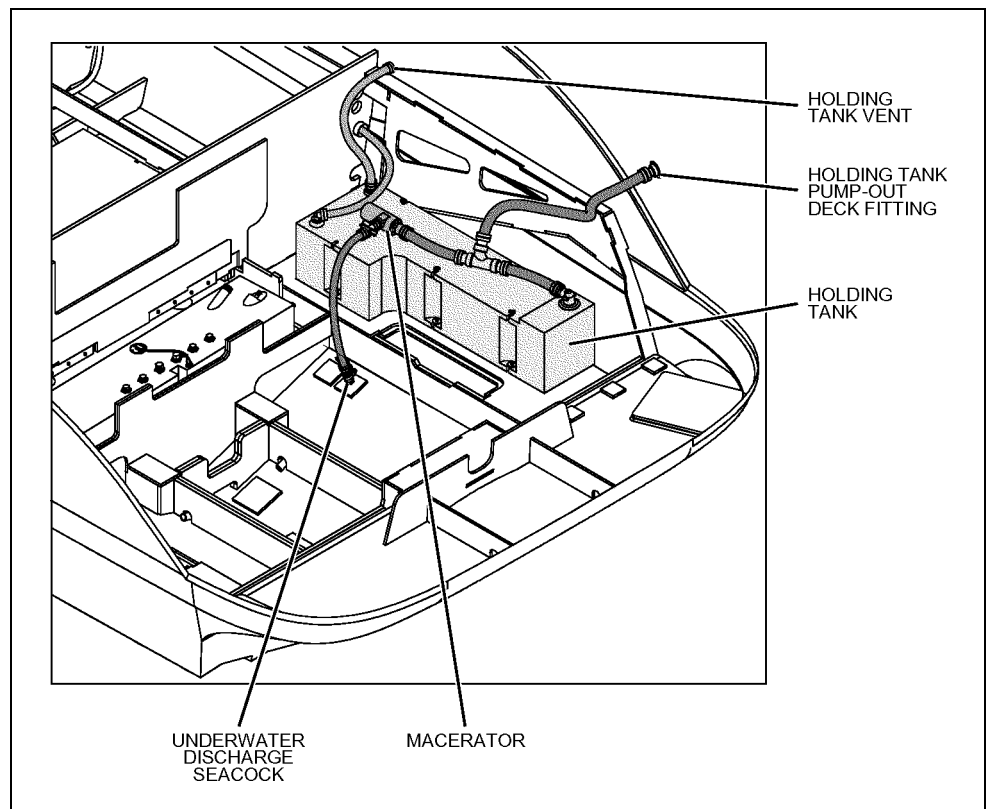 HOLDING
TANK VENT
HOLDING TANK
PUMP-OUT
DECK FITTING
HOLDING
TANK
UNDERWATER
DISCHARGE
SEACOCK
MACERATOR